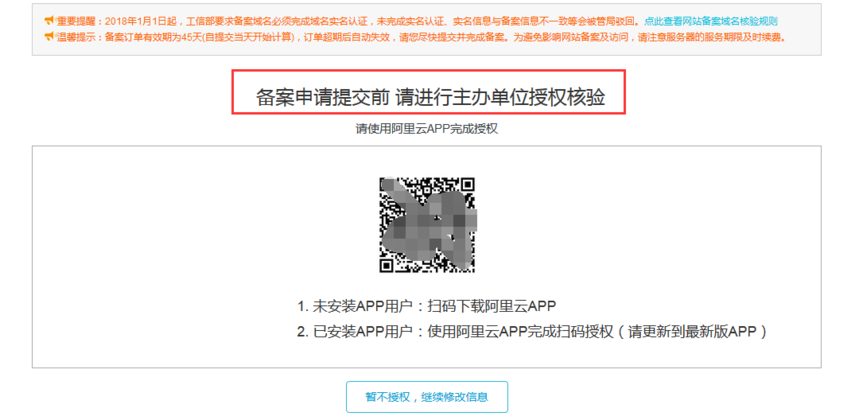 重要提醒：2018年1月1日起，工信部要求备案域名必须完成域名实名认证，未完成实名认证、实名信息与备案信息不一致等会被管局驳回。点此查看网站备案域名核验规则
温馨提示：备案订单有效期为45天(自提交当天开始计算)，订单超期后自动失效，请您尽快提交并完成备案。为避免影响网站备案及访问，请注意服务器的服务期限及时续费。
备案申请提交前 请进行主办单位授权核验
请使用阿里云APP完成授权
1. 未安装APP用户：扫码下载阿里云APP
2. 已安装APP用户：使用阿里云APP完成扫码授权（请更新到最新版APP）
暂不授权，继续修改信息